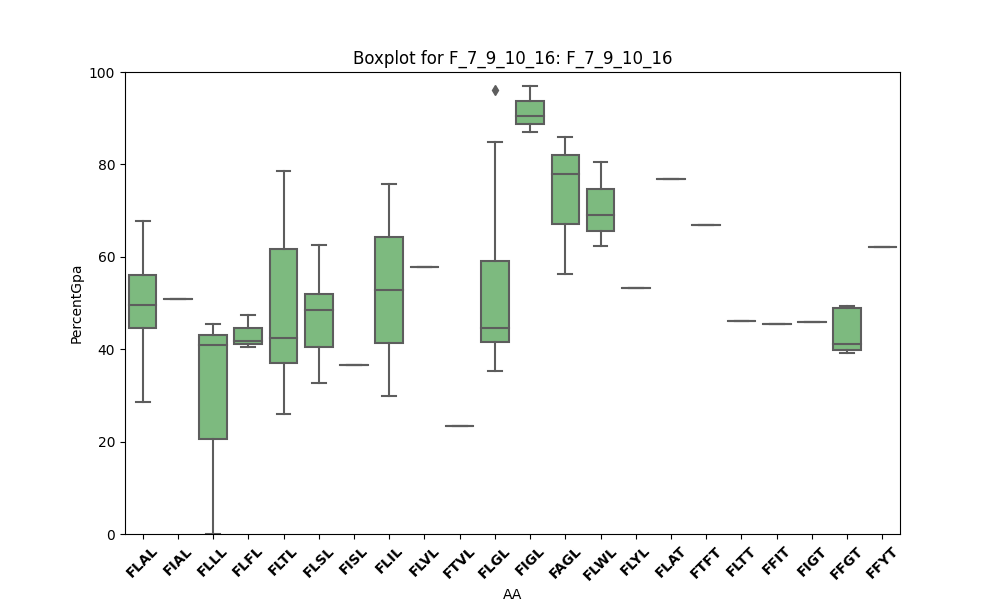 Boxplot for F_7_9_10_16: F_7_9_10_16
PercentGpa
100
80
60
40
20
0
FLAL
FIAL
FLLL
FLFL
FLTL
FLSL
FISL
FLIL
FLVL
FTVL
FLGL
FIGL
FAGL
FLWL
FLYL
FLAT
FTFT
FLTT
FFIT
FIGT
FFGT
FFYT
AA